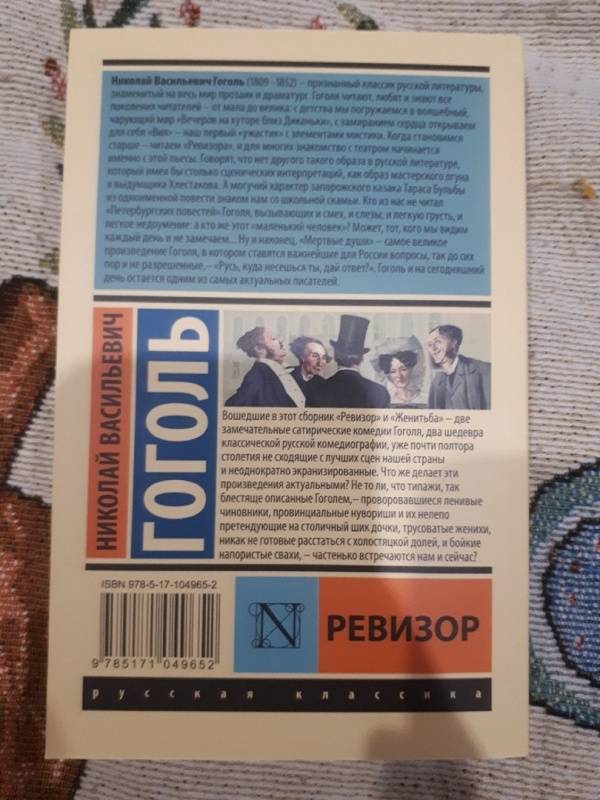 Николай Васильевич Гоголь (1809–1852) – признанный классик русской литературы,
знаменитый на весь мир прозаик и драматург. Гоголя читают, любят и знают все
поколения читателей – от мала до велика: с детства мы погружаемся в волшебный,
чарующий мир «Вечеров на хуторе близ Диканьки», с замиранием сердца открываем
для себя «Вия» – наш первый «ужастик» с элементами мистики. Когда становимся
старше – читаем «Ревизора», и для многих знакомство с театром начинается
именно с этой пьесы. Говорят, что нет другого такого образа в русской литературе,
который имел бы столько сценических интерпретаций, как образ мастерского лгуна
и выдумщика Хлестакова. А могучий характер запорожского казака Тараса Бульбы
из одноименной повести знаком нам со школьной скамьи. Кто из нас не читал
«Петербургских повестей» Гоголя, вызывающих и смех, и слезы, и легкую грусть, и
легкое недоумение: а кто же этот «маленький человек»? Может, тот, кого мы видим
каждый день и не замечаем... Ну и наконец, «Мертвые души» – самое великое
произведение Гоголя, в котором ставятся важнейшие для России вопросы, так до сих
пор и не разрешенные, – «Русь, куда несешься ты, дай ответ?». Гоголь и на сегодняшний
день остается одним из самых актуальных писателей.
НИКОЛАЙ ВАСИЛЬЕВИЧ
ГОГОЛЬ
Вошедшие в этот сборник «Ревизор» и «Женитьба» – две
замечательные сатирические комедии Гоголя, два шедевра
классической русской комедиографии, уже почти полтора
столетия не сходящие с лучших сцен нашей страны
и неоднократно экранизированные. Что же делает эти
произведения актуальными? Не то ли, что типажи, так
блестяще описанные Гоголем, – проворовавшиеся ленивые
чиновники, провинциальные нувориши и их нелепо
претендующие на столичный шик дочки, трусоватые женихи,
никак не готовые расстаться с холостяцкой долей, и бойкие
напористые свахи, – частенько встречаются нам и сейчас?
ISBN 978-5-17-104965-2
9 785171 049652
N
РЕВИЗОР
русская классика